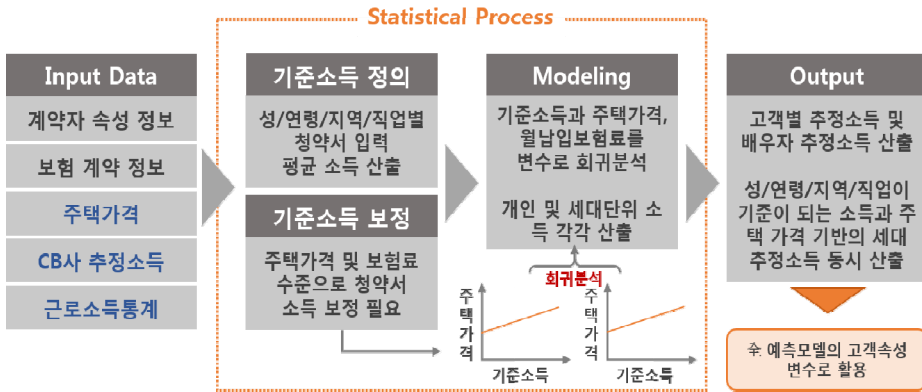 Statistical Process
Input Data
계약자 속성 정보
보험 계약 정보
주택가격
CB사 추정소득
근로소득통계
기준소득 정의
성/연령/지역/직업별
청약서 입력
평균 소득 산출
기준소득 보정
주택가격 및 보험료
수준으로 청약서
소득 보정 필요
Modeling
기준소득과 주택가격,
월납입보험료를
변수로 회귀분석
개인 및 세대단위 소
득 각각 산출
회귀분석
주택가격
기준소득
주택가격
기준소득
Output
고객별 추정소득 및
배우자 추정소득 산출
성/연령/지역/직업이
기준이 되는 소득과 주
택 가격 기반의 세대
추정소득 동시 산출
全 예측모델의 고객속성
변수로 활용